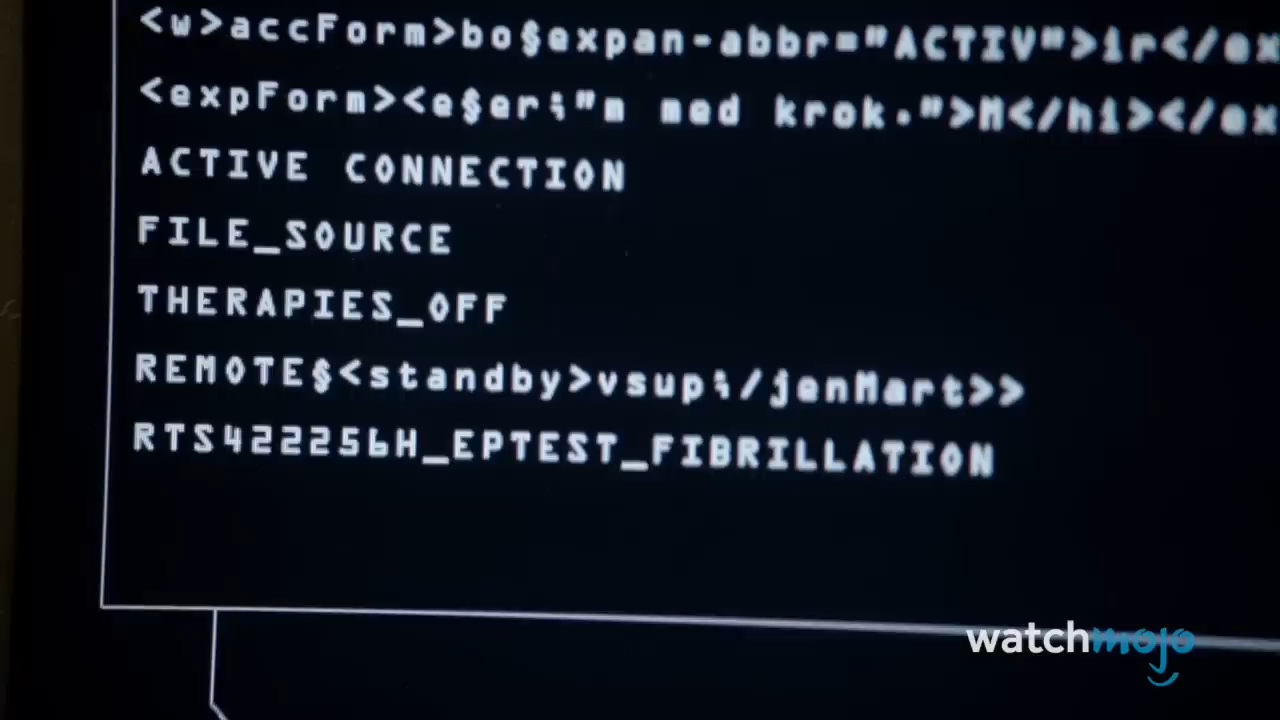 <w>accForm>bo§expan-abbr="ACTIV">ir</ex
<expForm><e§er;"m med krok.">M</hi></ex
ACTIVE CONNECTION
FILE_SOURCE
THERAPIES_OFF
REMOTE§<standby>vsup;/jenMart>>
RTS422256H_EPTEST_FIBRILLATION
watchmojo